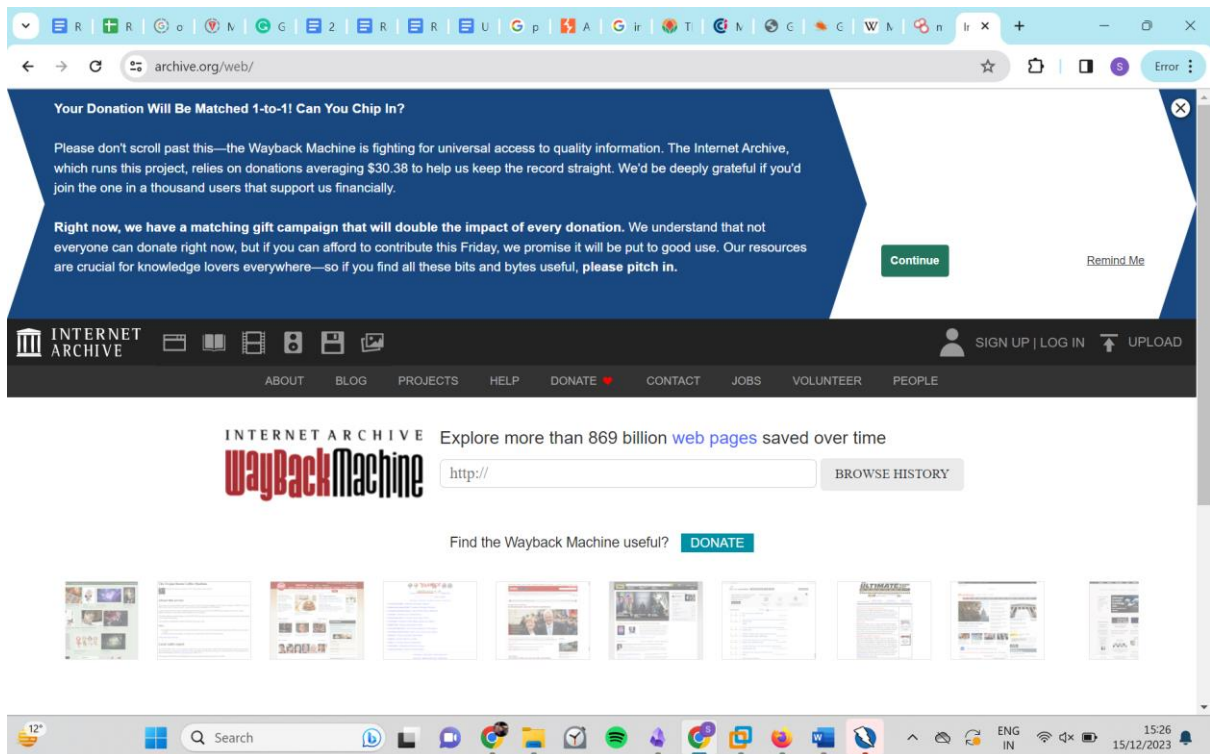 R R o M G 2 R R U p A ir T M G G M n Ir
archive.org/web/
S Error
Your Donation Will Be Matched 1-to-1! Can You Chip In?
Please don't scroll past this—the Wayback Machine is fighting for universal access to quality information. The Internet Archive,
which runs this project, relies on donations averaging $30.38 to help us keep the record straight. We'd be deeply grateful if you'd
join the one in a thousand users that support us financially.
Right now, we have a matching gift campaign that will double the impact of every donation. We understand that not
everyone can donate right now, but if you can afford to contribute this Friday, we promise it will be put to good use. Our resources
are crucial for knowledge lovers everywhere—so if you find all these bits and bytes useful, please pitch in.
Continue
Remind Me
INTERNET
ARCHIVE
SIGN UP | LOG IN UPLOAD
ABOUT BLOG PROJECTS HELP DONATE CONTACT JOBS VOLUNTEER PEOPLE
INTERNET ARCHIVE
WayBackMachine
Explore more than 869 billion web pages saved over time
http://
BROWSE HISTORY
Find the Wayback Machine useful? DONATE
ULTIMATE
12°
Search
ENG
IN
15:26
15/12/2023